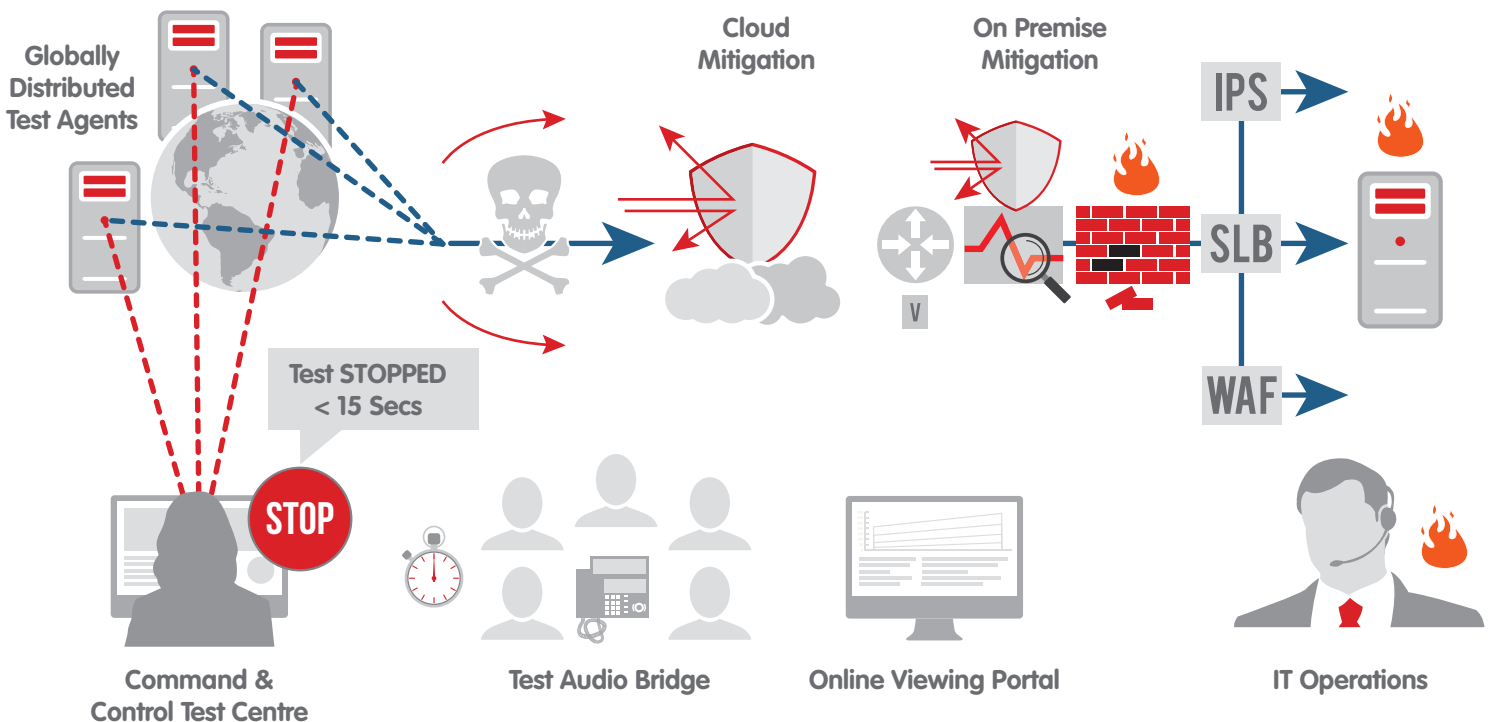 Globally
Distributed
Test Agents
Cloud
Mitigation
On Premise
Mitigation
IPS
SLB
WAF
V
Test STOPPED
< 15 Secs
STOP
Command &
Control Test Centre
Test Audio Bridge
Online Viewing Portal
IT Operations